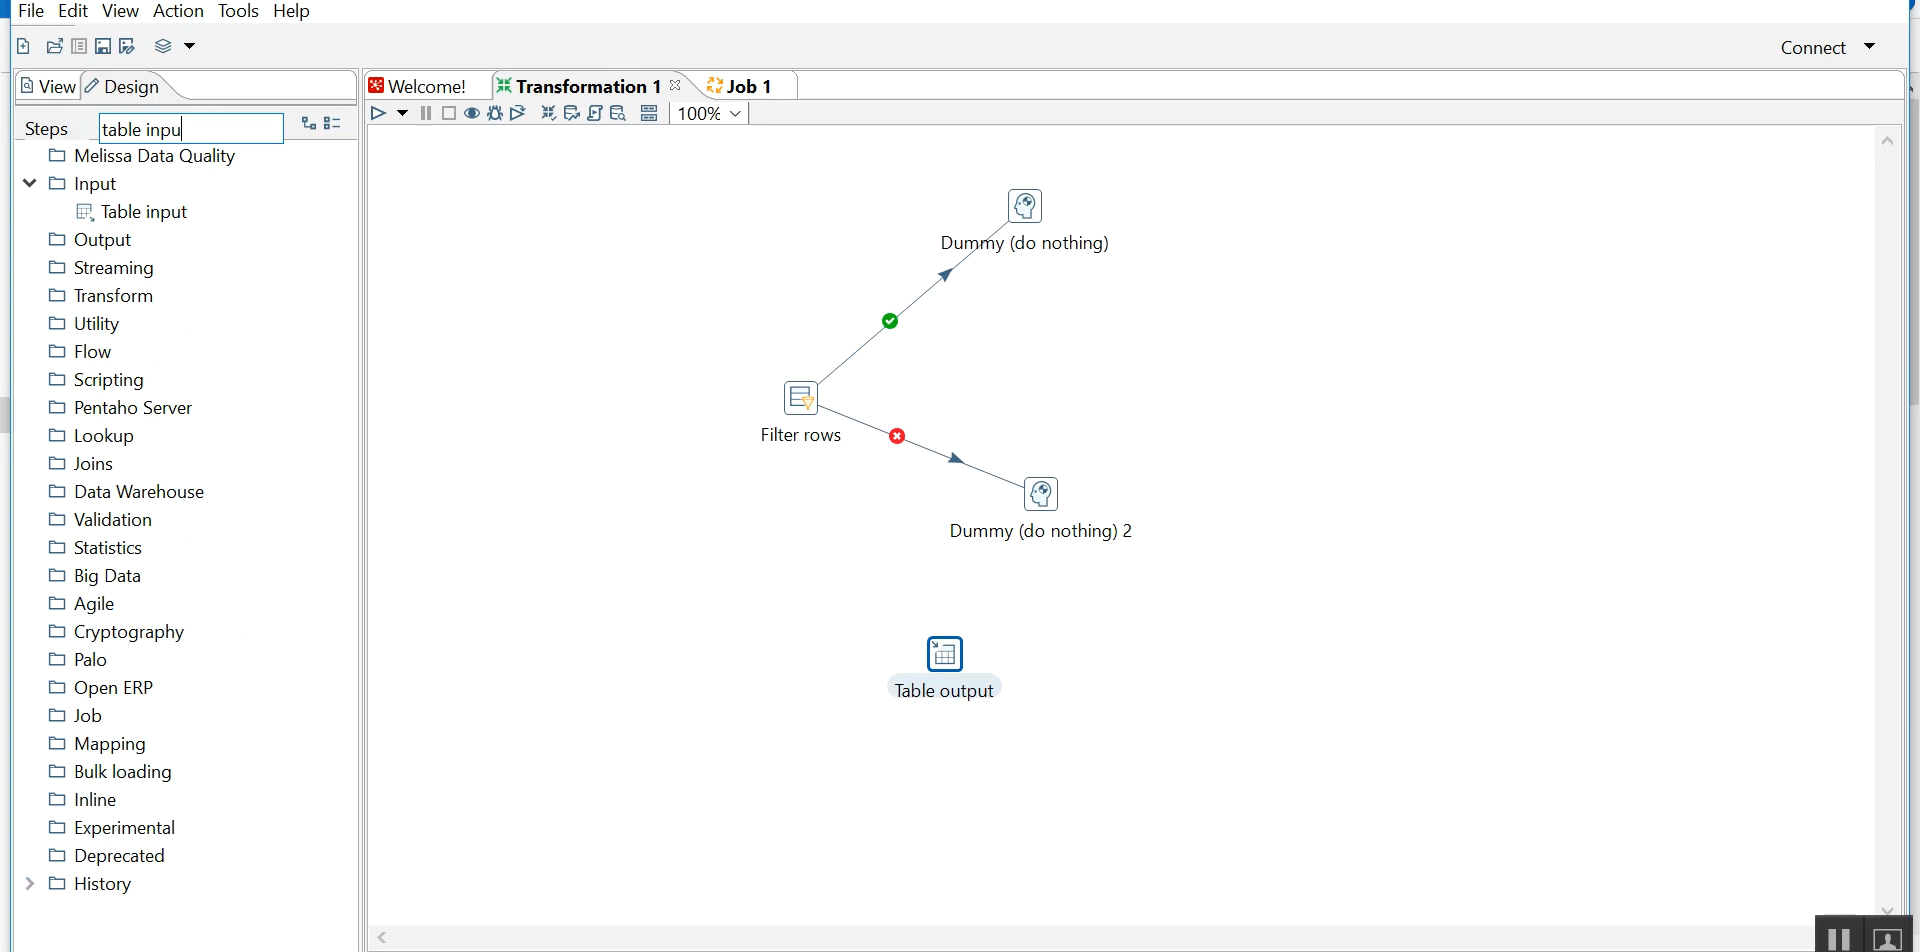 File Edit View Action Tools Help
Connect
View Design
Welcome! Transformation 1 Job 1
Steps table inpu
100%
Melissa Data Quality
Input
Table input
Output
Streaming
Transform
Utility
Flow
Scripting
Pentaho Server
Lookup
Joins
Data Warehouse
Validation
Statistics
Big Data
Agile
Cryptography
Palo
Open ERP
Job
Mapping
Bulk loading
Inline
Experimental
Deprecated
History
Dummy (do nothing)
Filter rows
Dummy (do nothing) 2
Table output